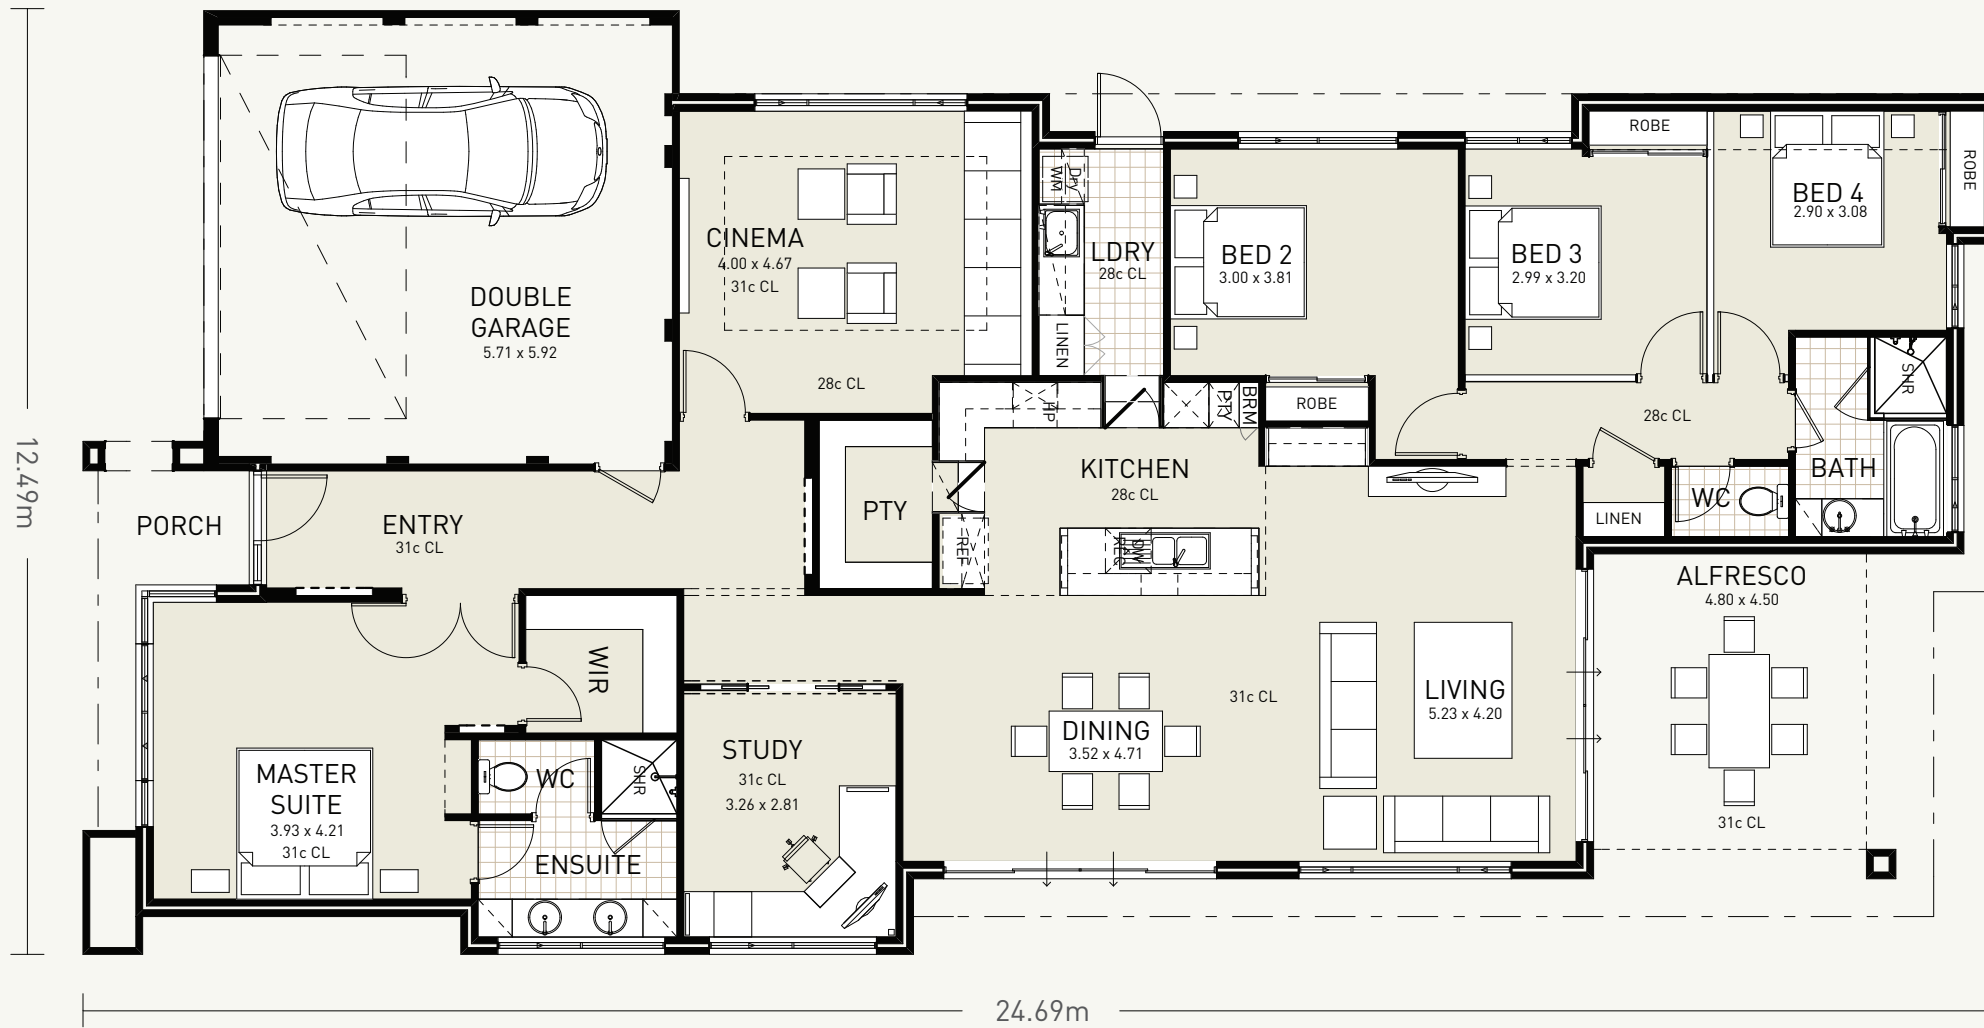 ROBE
ROBE
BED 4
2.90 x 3.08
Dry
WM
CINEMA
4.00 x 4.67
31c CL
28c CL
LDRY
28c CL
LINEN
BED 2
3.00 x 3.81
BED 3
2.99 x 3.20
DOUBLE
GARAGE
5.71 x 5.92
SHR
HP
PTY
BRM
ROBE
28c CL
BATH
12.49m
KITCHEN
28c CL
PTY
REF
DW
REC
WC
LINEN
PORCH
ENTRY
31c CL
ALFRESCO
4.80 x 4.50
31c CL
WIR
31c CL
LIVING
5.23 x 4.20
DINING
3.52 x 4.71
STUDY
31c CL
3.26 x 2.81
MASTER
SUITE
3.93 x 4.21
31c CL
WC
SHR
ENSUITE
24.69m